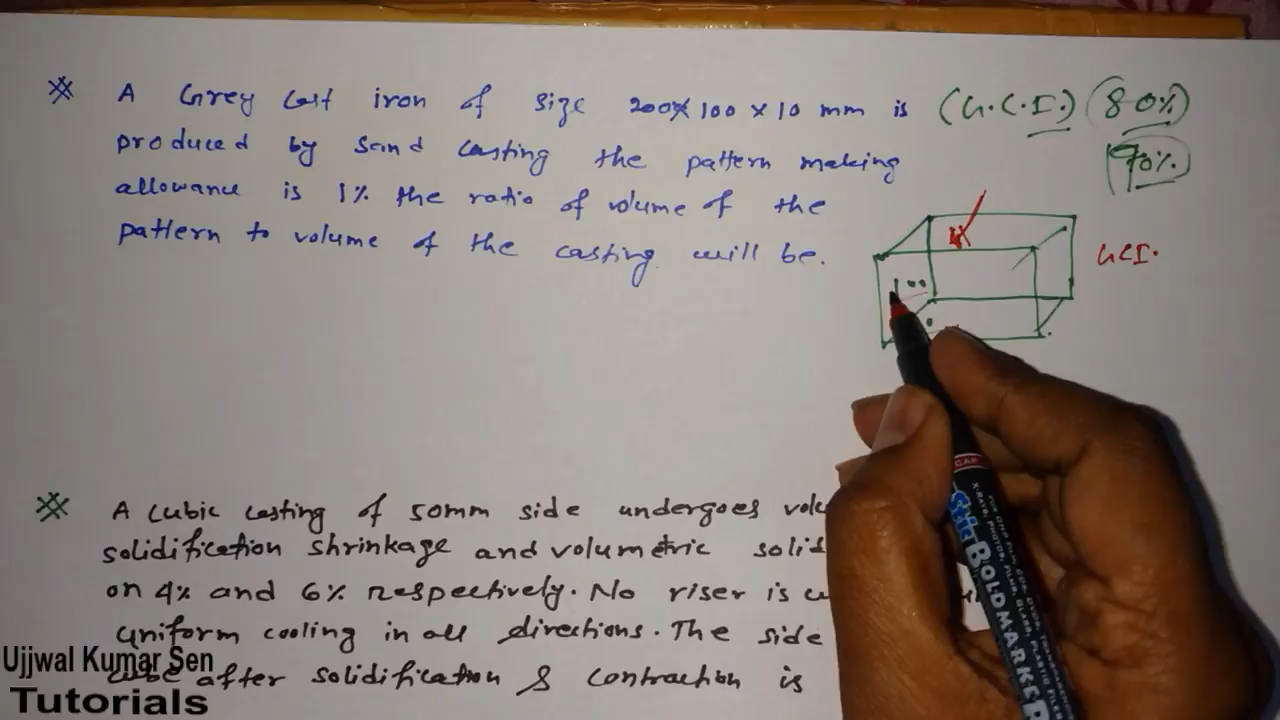 A Grey Cast iron of size 200×100×10 mm is (G.C.I.) (80%)
produced by sand casting the pattern making 90%
allowance is 1% the ratio of volume of the
pattern to volume of the casting will be.
GCI.
A cubic casting of 50mm side undergoes
solidification shrinkage and volumetric
on 4% and 6% respectively. No riser is
uniform cooling in all directions. The side
cube after solidification & contraction is
Ujjwal Kumar Sen
Tutorials
CAP
BOLDMARKER